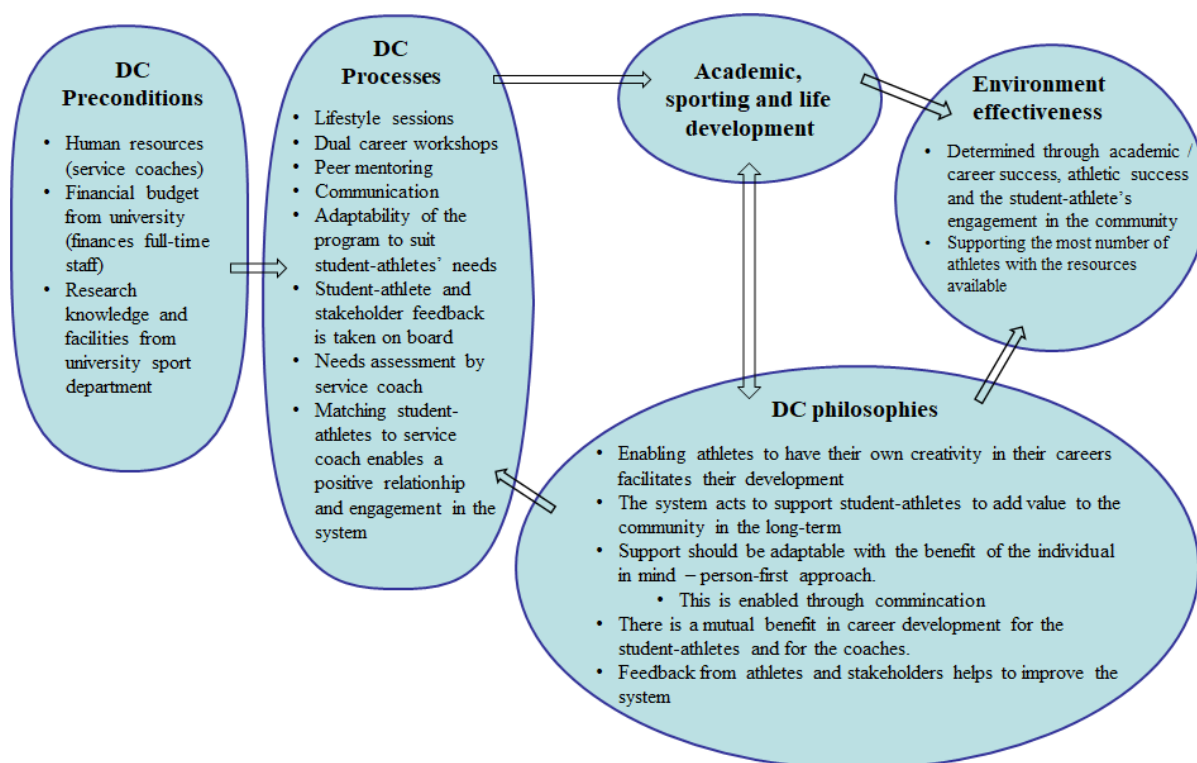 DC
Preconditions
• Human resources
(service coaches)
• Financial budget
from university
(finances full-time
staff)
• Research
knowledge and
facilities from
university sport
department
DC
Processes
• Lifestyle sessions
• Dual career workshops
• Peer mentoring
• Communication
• Adaptability of the
program to suit
student-athletes’ needs
• Student-athlete and
stakeholder feedback
is taken on board
• Needs assessment by
service coach
• Matching student-
athletes to service
coach enables a
positive relationship
and engagement in the
system
Academic,
sporting and life
development
Environment
effectiveness
• Determined through academic /
career success, athletic success
and the student-athlete’s
engagement in the community
• Supporting the most number of
athletes with the resources
available
DC philosophies
• Enabling athletes to have their own creativity in their careers
facilitates their development
• The system acts to support student-athletes to add value to the
community in the long-term
• Support should be adaptable with the benefit of the individual
in mind – person-first approach.
• This is enabled through commincation
• There is a mutual benefit in career development for the
student-athletes and for the coaches.
• Feedback from athletes and stakeholders helps to improve the
system